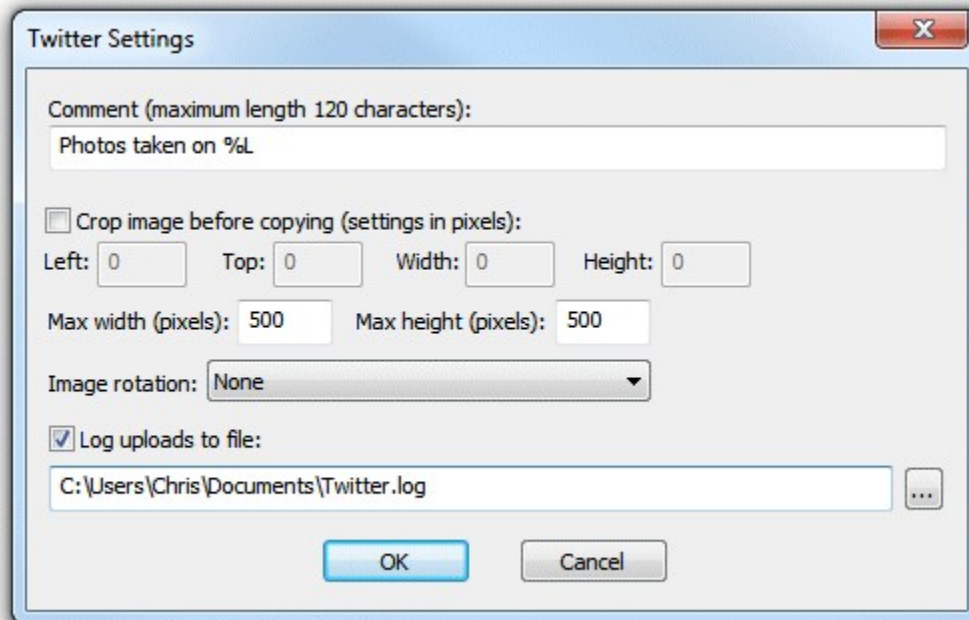 Twitter Settings
Comment (maximum length 120 characters):
Photos taken on %L
Crop image before copying (settings in pixels):
Left: 0 Top: 0 Width: 0 Height: 0
Max width (pixels): 500 Max height (pixels): 500
Image rotation: None
Log uploads to file:
C:\Users\Chris\Documents\Twitter.log
...
OK Cancel